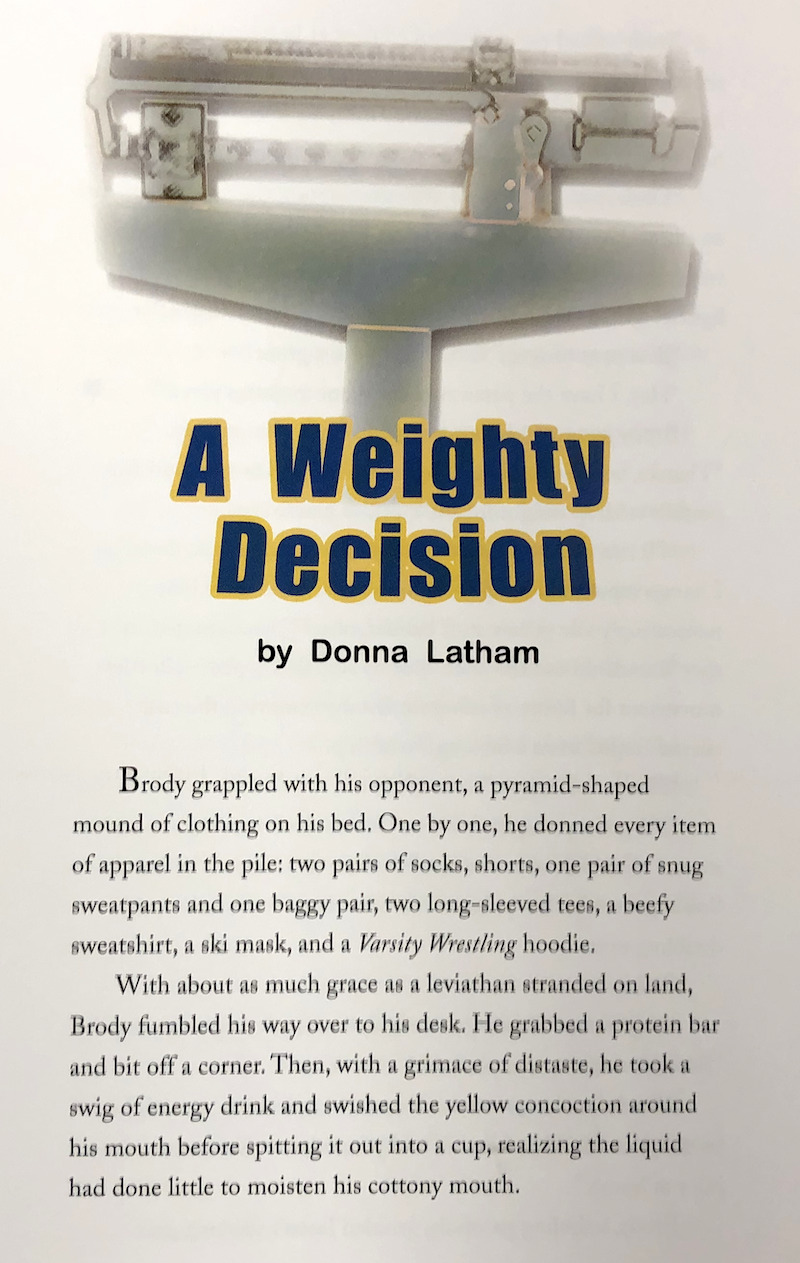 A Weighty
Decision
by Donna Latham
Brody grappled with his opponent, a pyramid-shaped
mound of clothing on his bed. One by one, he donned every item
of apparel in the pile: two pairs of socks, shorts, one pair of snug
sweatpants and one baggy pair, two long-sleeved tees, a beefy
sweatshirt, a ski mask, and a Varsity Wrestling hoodie.
With about as much grace as a leviathan stranded on land,
Brody fumbled his way over to his desk. He grabbed a protein bar
and bit off a corner. Then, with a grimace of distaste, he took a
swig of energy drink and swished the yellow concoction around
his mouth before spitting it out into a cup, realizing the liquid
had done little to moisten his cottony mouth.